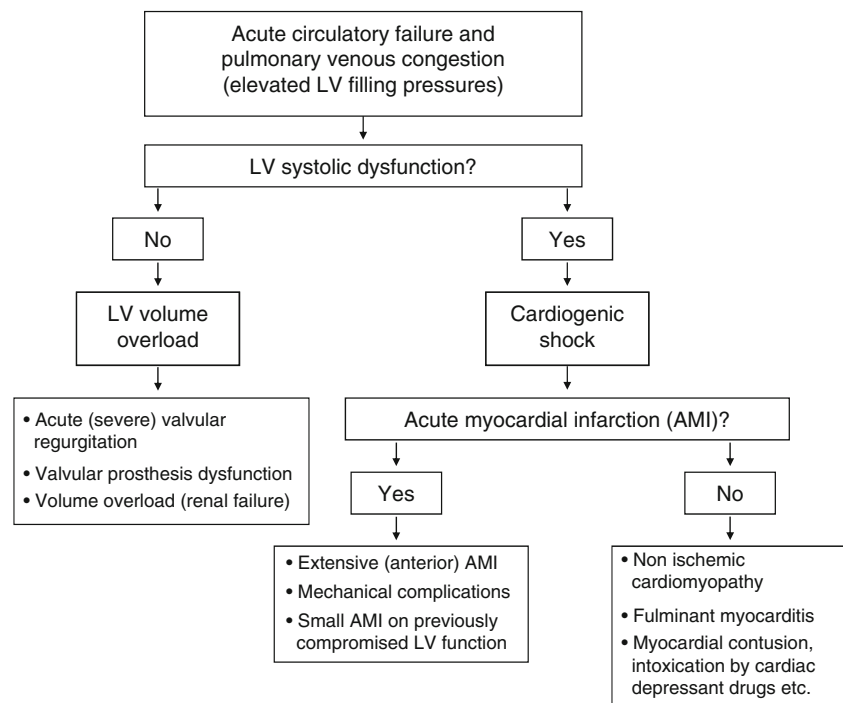 Acute circulatory failure and
pulmonary venous congestion
(elevated LV filling pressures)
LV systolic dysfunction?
No
Yes
LV volume
overload
Cardiogenic
shock
• Acute (severe) valvular
regurgitation
• Valvular prosthesis dysfunction
• Volume overload (renal failure)
Acute myocardial infarction (AMI)?
Yes
No
• Extensive (anterior) AMI
• Mechanical complications
• Small AMI on previously
compromised LV function
• Non ischemic
cardiomyopathy
• Fulminant myocarditis
• Myocardial contusion,
intoxication by cardiac
depressant drugs etc.